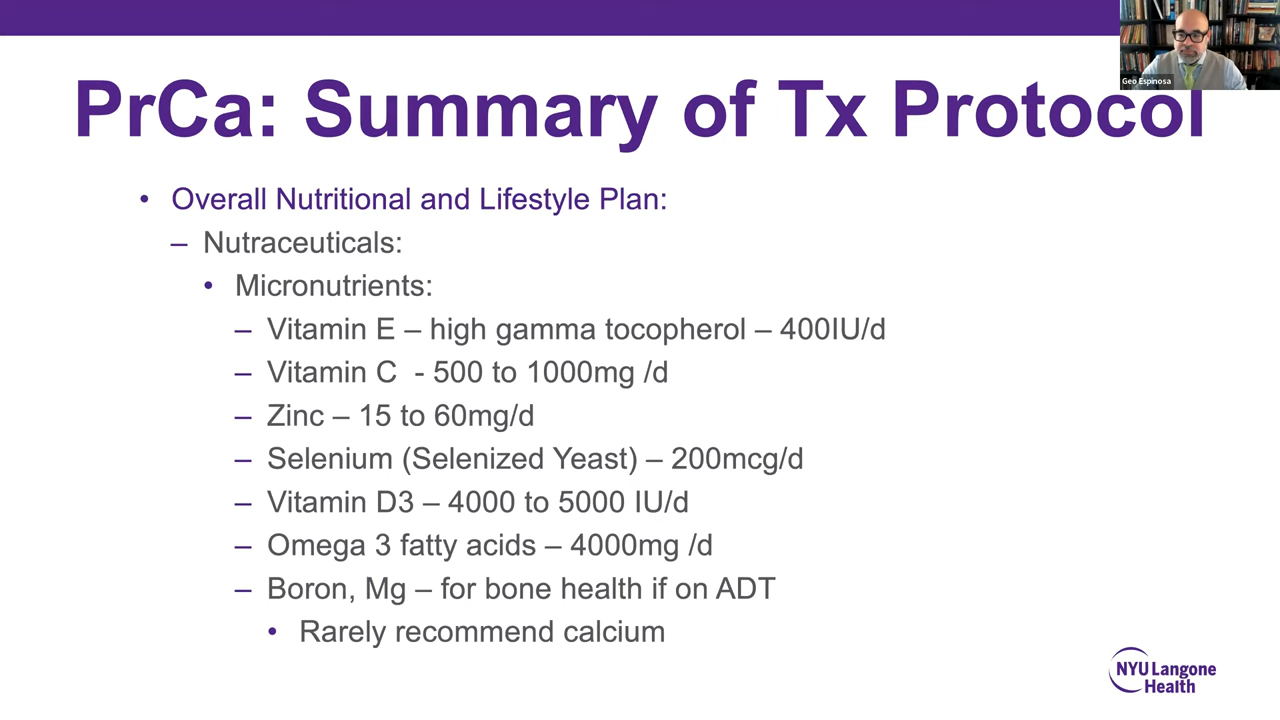 Geo Espinosa
PrCa: Summary of Tx Protocol
• Overall Nutritional and Lifestyle Plan:
– Nutraceuticals:
• Micronutrients:
– Vitamin E – high gamma tocopherol – 400IU/d
– Vitamin C  - 500 to 1000mg /d
– Zinc – 15 to 60mg/d
– Selenium (Selenized Yeast) – 200mcg/d
– Vitamin D3 – 4000 to 5000 IU/d
– Omega 3 fatty acids – 4000mg /d
– Boron, Mg – for bone health if on ADT
• Rarely recommend calcium
NYU Langone
Health